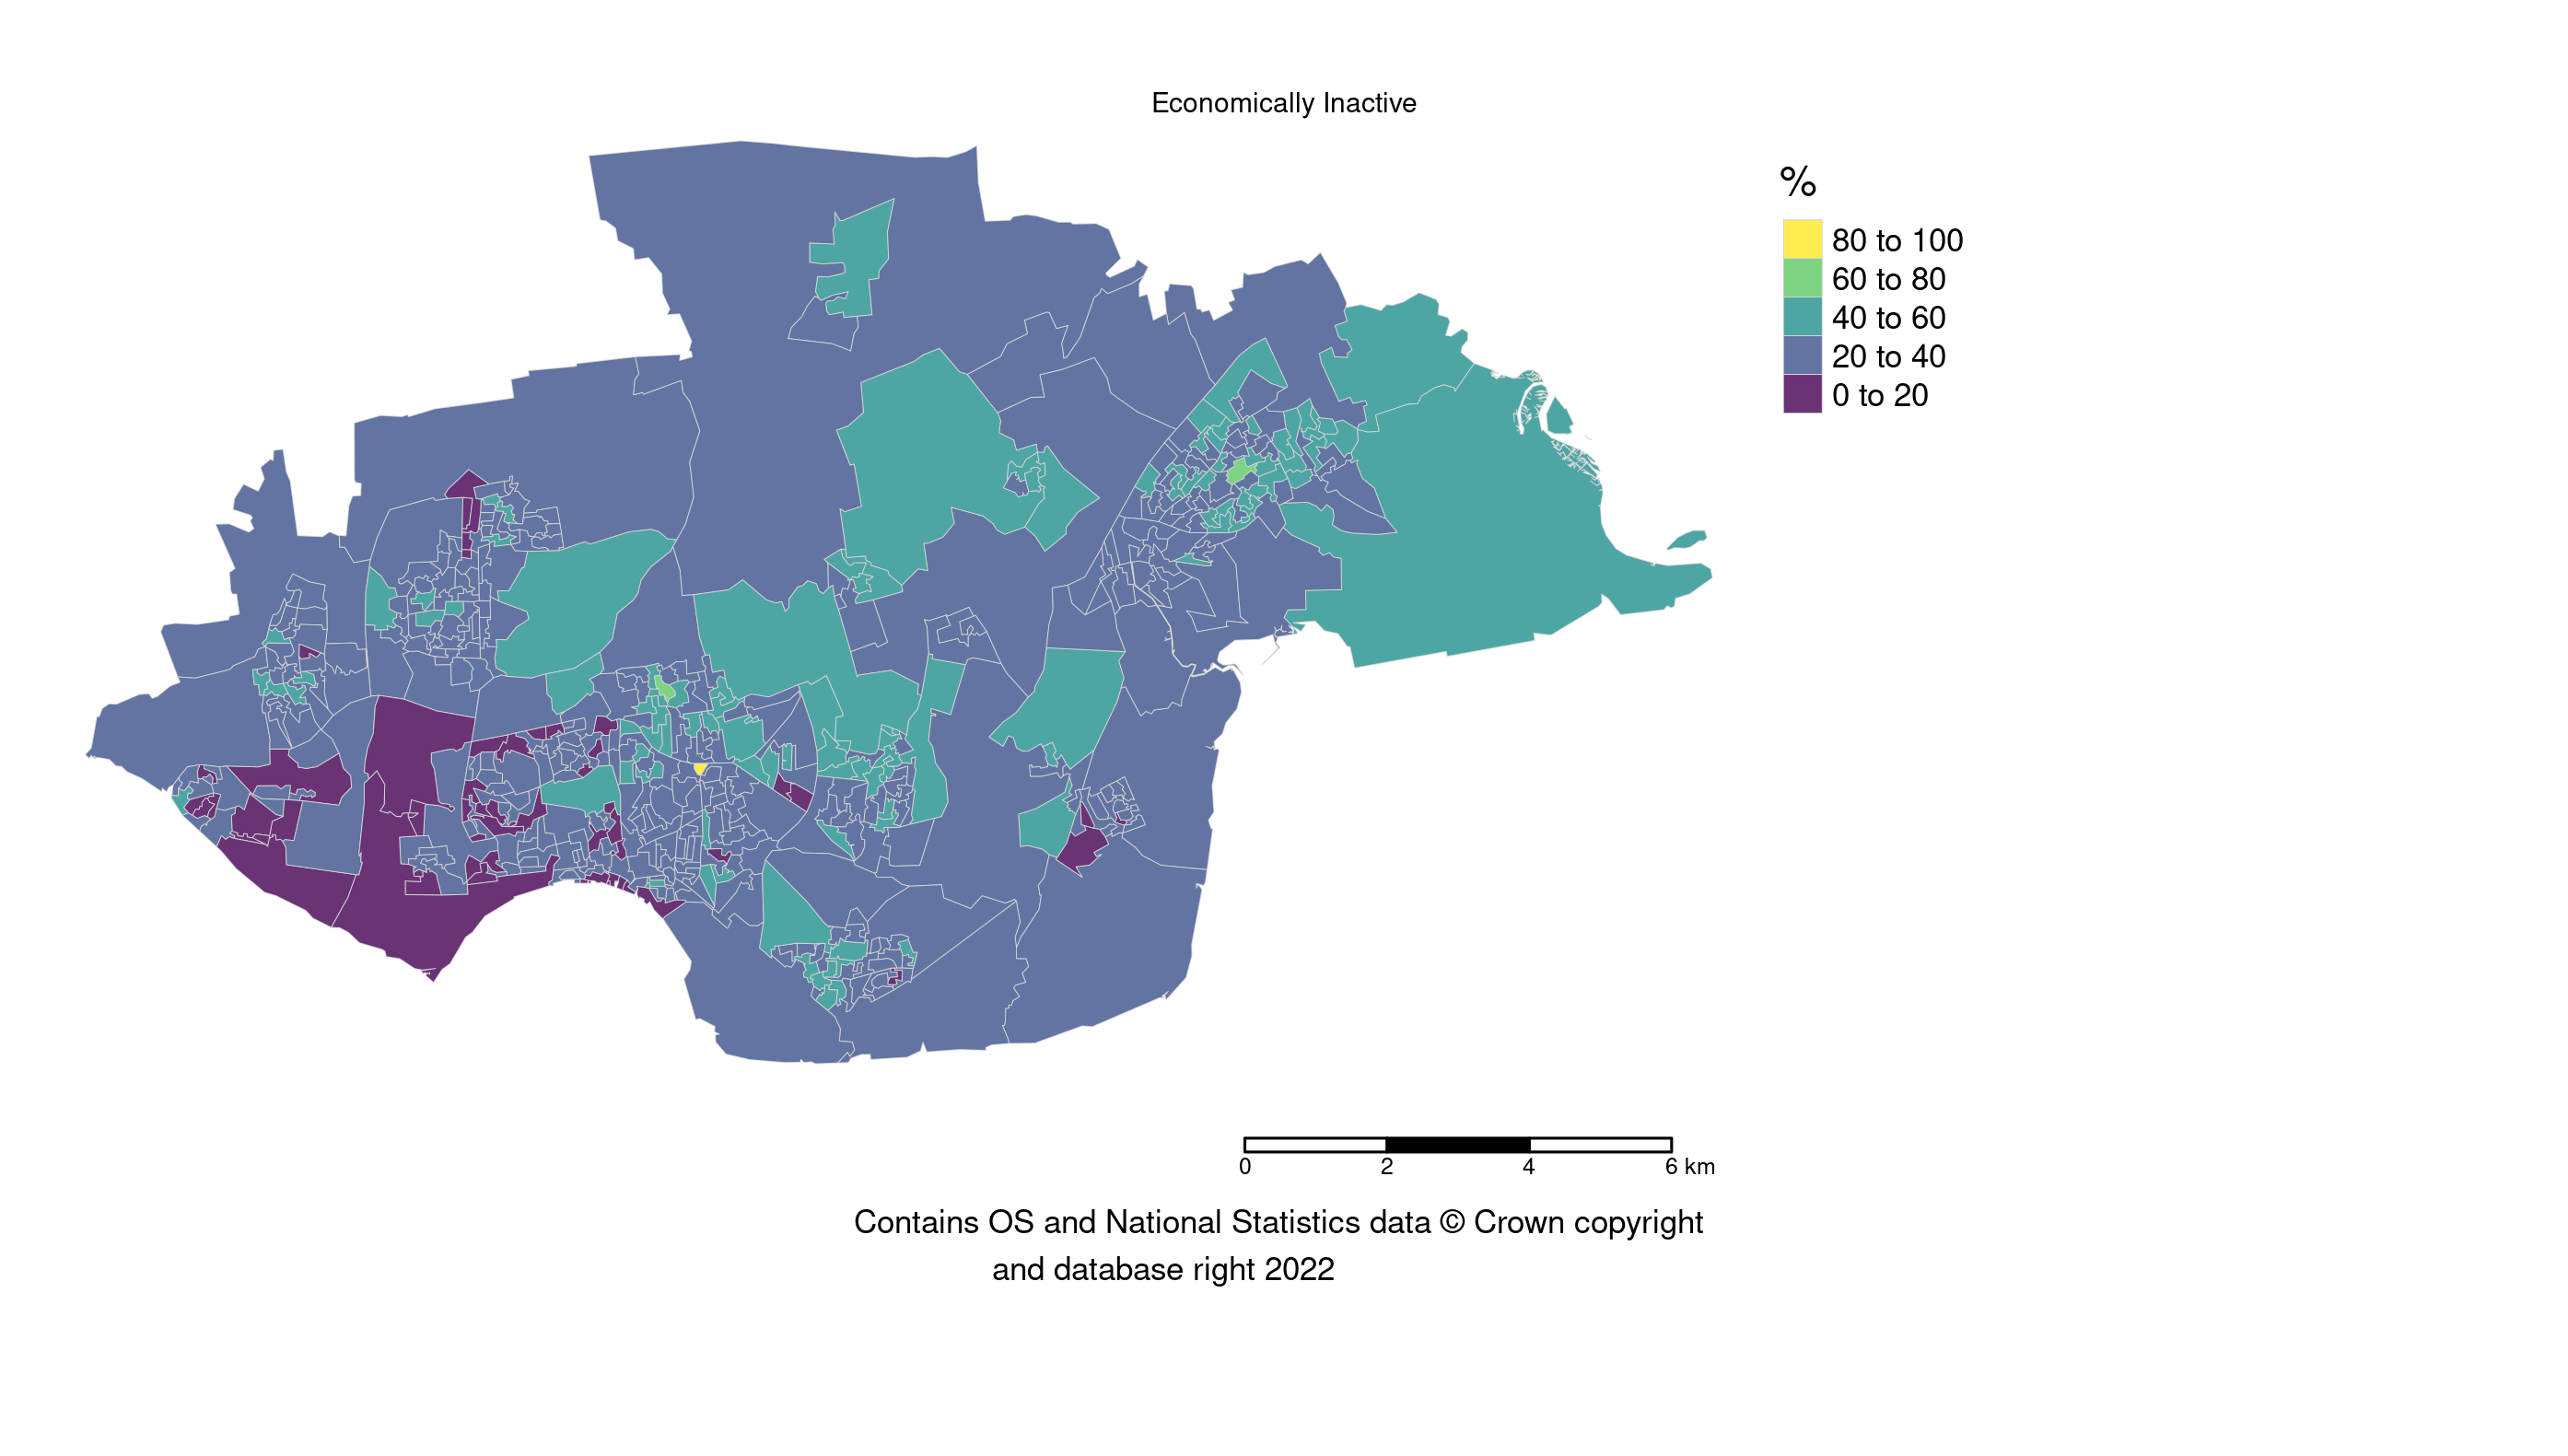 Economically Inactive
%
80 to 100
60 to 80
40 to 60
20 to 40
0 to 20
0 2 4 6 km
Contains OS and National Statistics data © Crown copyright
and database right 2022